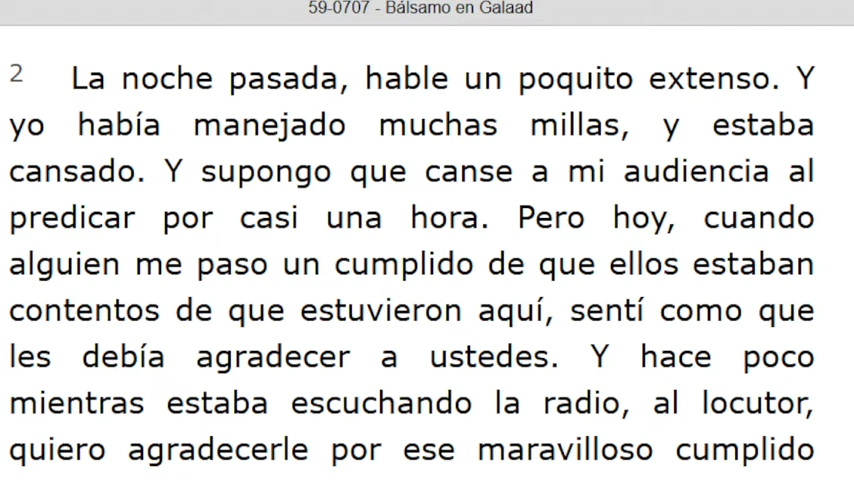 59-0707 - Bálsamo en Galaad
2 La noche pasada, hable un poquito extenso. Y
yo había manejado muchas millas, y estaba
cansado. Y supongo que canse a mi audiencia al
predicar por casi una hora. Pero hoy, cuando
alguien me paso un cumplido de que ellos estaban
contentos de que estuvieron aquí, sentí como que
les debía agradecer a ustedes. Y hace poco
mientras estaba escuchando la radio, al locutor,
quiero agradecerle por ese maravilloso cumplido